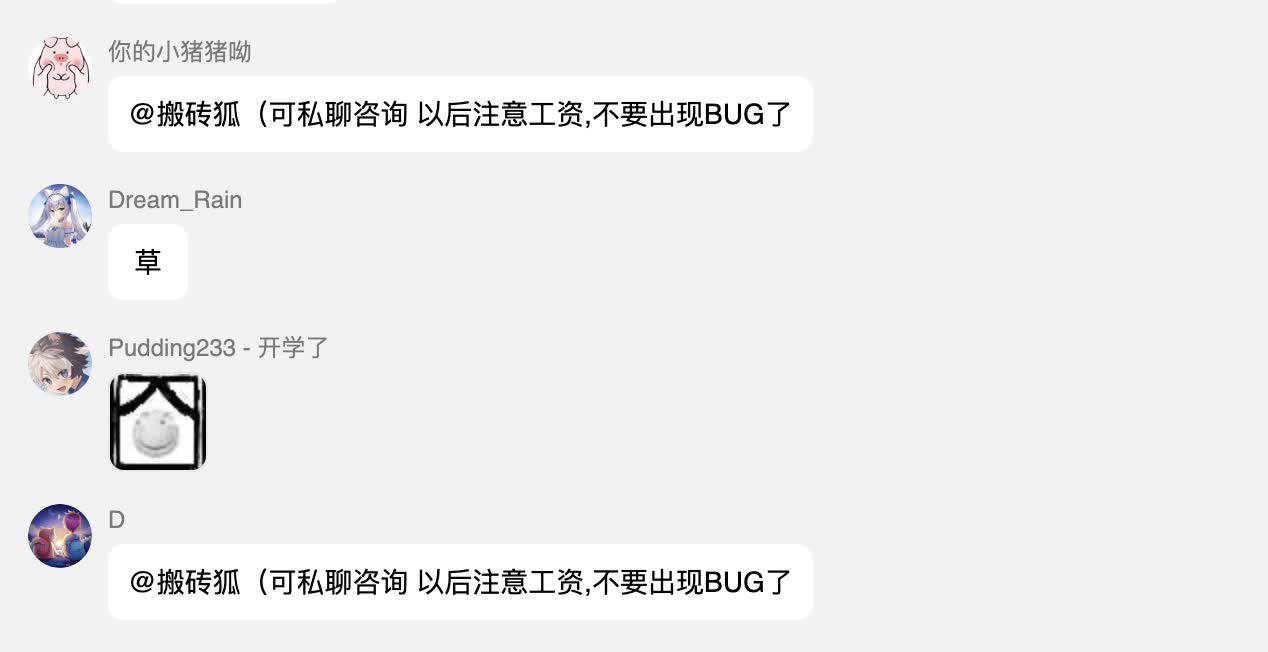 你的小猪猪呦
@搬砖狐（可私聊咨询 以后注意工资,不要出现BUG了
Dream_Rain
草
Pudding233 - 开学了
D
@搬砖狐（可私聊咨询 以后注意工资,不要出现BUG了